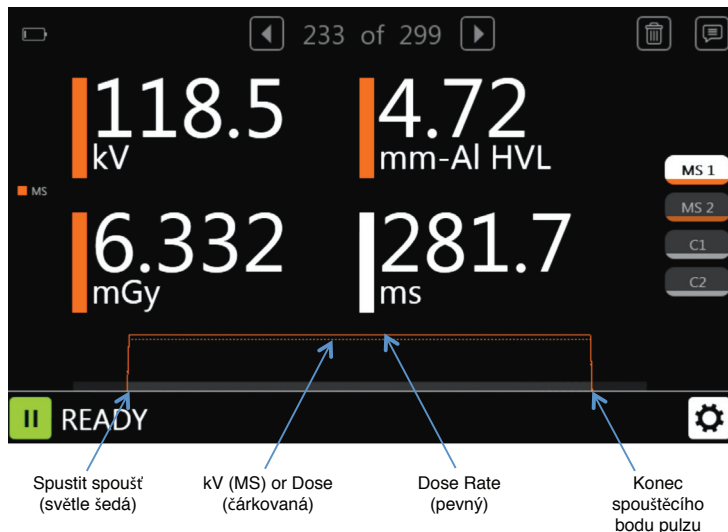 233 of 299
118.5
kV
4.72
mm-Al HVL
MS
6.332
mGy
281.7
ms
MS 1
MS 2
C1
C2
READY
Spustit spoušť
(světle šedá)
kV (MS) or Dose
(čárkovaná)
Dose Rate
(pevný)
Konec
spouštěcího
bodu pulzu